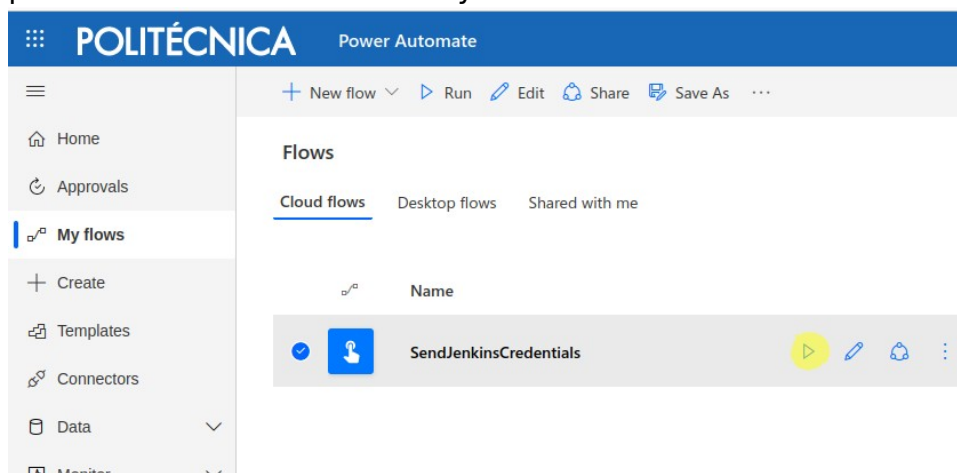 POLITÉCNICA Power Automate
New flow Run Edit Share Save As ...
Home
Flows
Approvals
Cloud flows Desktop flows Shared with me
My flows
Create
Name
Templates
SendJenkinsCredentials
Connectors
Data
Monitor